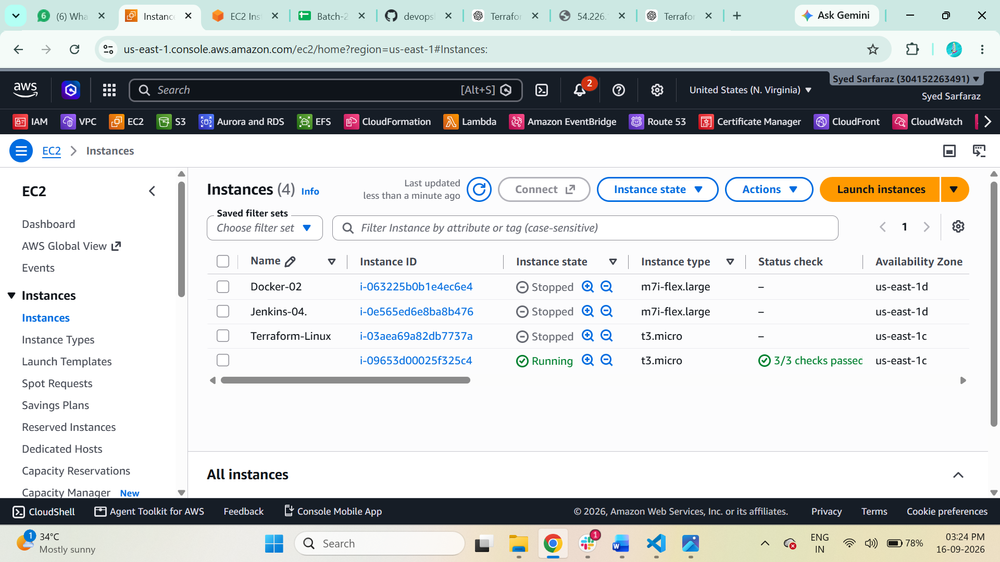 6 (6) Wha
Instanc
EC2 Ins
Batch-2
devops
Terrafor
54.226.
Terrafor
Ask Gemini
us-east-1.console.aws.amazon.com/ec2/home?region=us-east-1#Instances:
aws
Search [Alt+S]
2
United States (N. Virginia)
Syed Sarfaraz (304152263491)
Syed Sarfaraz
IAM VPC EC2 S3 Aurora and RDS EFS CloudFormation Lambda Amazon EventBridge Route 53 Certificate Manager CloudFront CloudWatch
EC2 Instances
EC2
Dashboard
AWS Global View
Events
Instances
Instances
Instance Types
Launch Templates
Spot Requests
Savings Plans
Reserved Instances
Dedicated Hosts
Capacity Reservations
Capacity Manager New
Instances (4) Info
Last updated
less than a minute ago
Connect
Instance state
Actions
Launch instances
Saved filter sets
Choose filter set
Filter Instance by attribute or tag (case-sensitive)
1
Name Instance ID Instance state Instance type Status check Availability Zone
Docker-02 i-063225b0b1e4ec6e4 Stopped m7i-flex.large – us-east-1d
Jenkins-04. i-0e565ed6e8ba8b476 Stopped m7i-flex.large – us-east-1d
Terraform-Linux i-03aea69a82db7737a Stopped t3.micro – us-east-1c
i-09653d00025f325c4 Running t3.micro 3/3 checks passed us-east-1c
All instances
CloudShell Agent Toolkit for AWS Feedback Console Mobile App © 2026, Amazon Web Services, Inc. or its affiliates. Privacy Terms Cookie preferences
1
34°C
Mostly sunny
Search
1
ENG
IN
78%
03:24 PM
16-09-2026